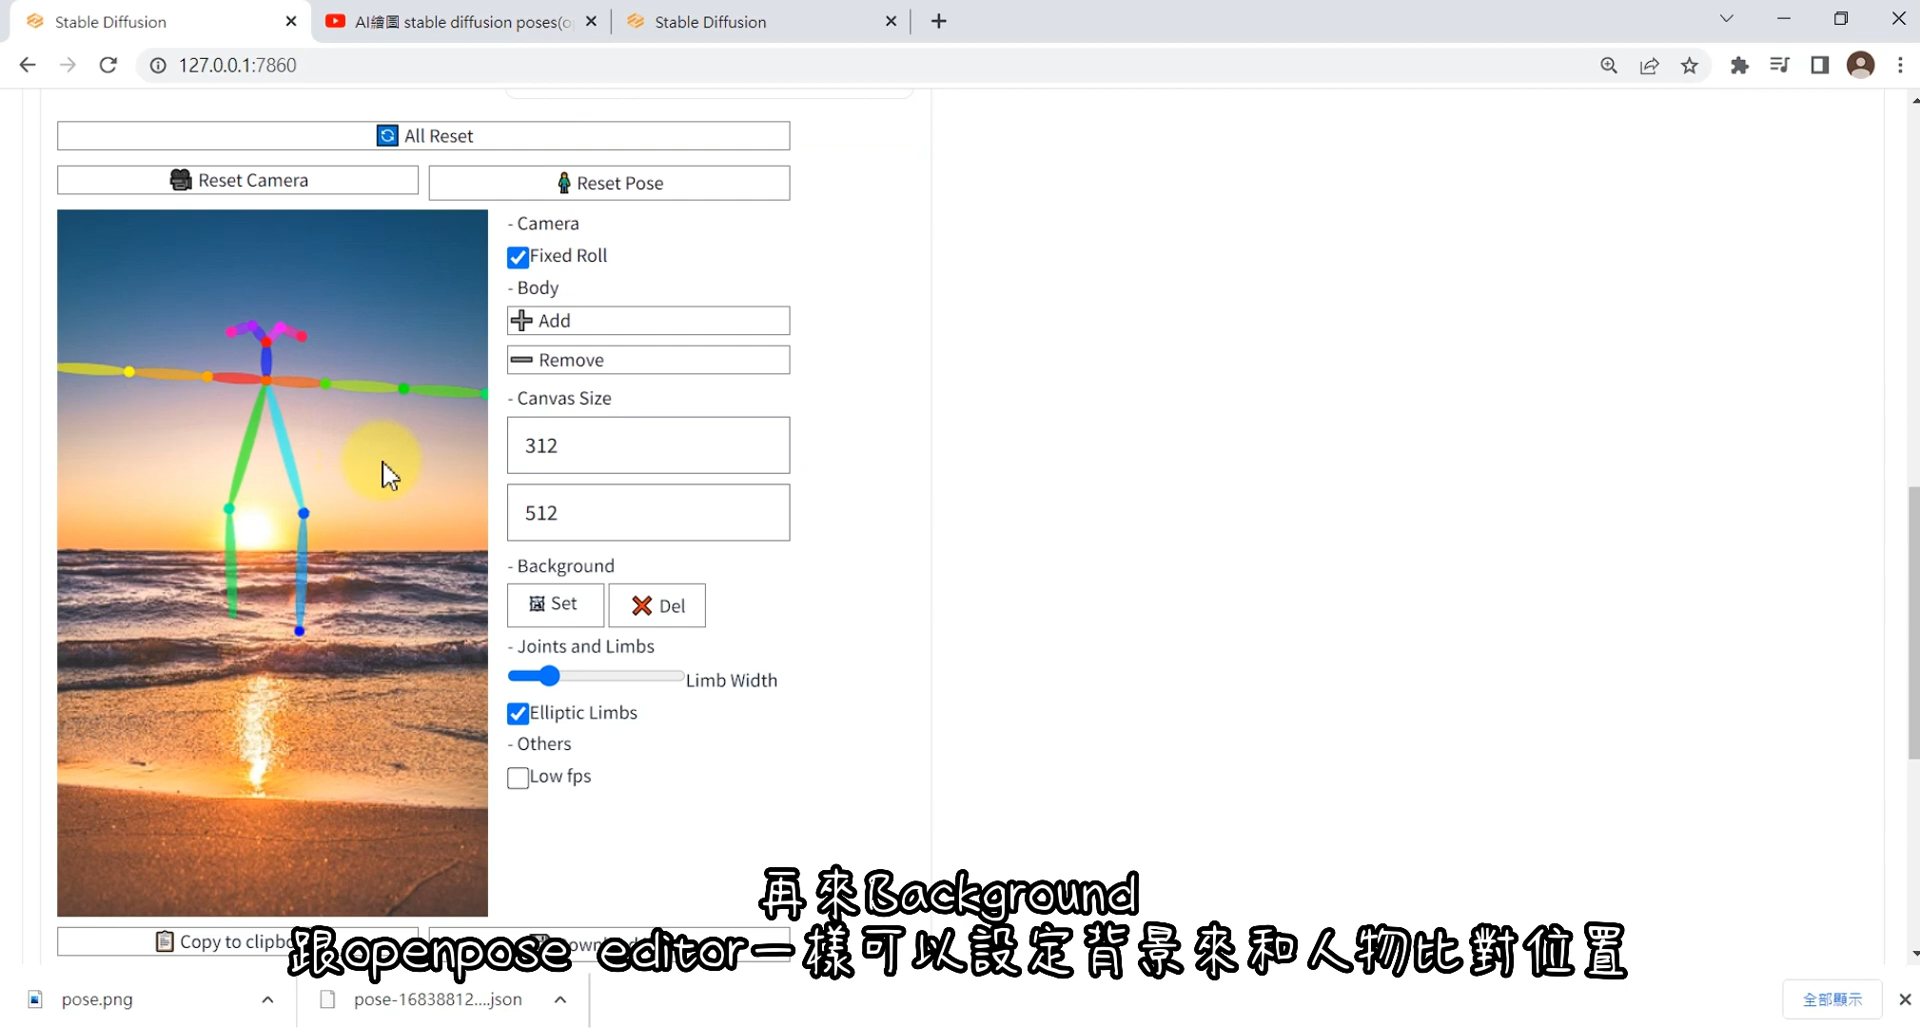 Stable Diffusion
AI繪圖 stable diffusion poses(o
Stable Diffusion
127.0.0.1:7860
All Reset
Reset Camera
Reset Pose
- Camera
Fixed Roll
- Body
Add
Remove
- Canvas Size
312
512
- Background
Set
Del
- Joints and Limbs
Limb Width
Elliptic Limbs
- Others
Low fps
Copy to clipbo
再來Background
跟openpose editor一樣可以設定背景來和人物比對位置
pose.png
pose-16838812....json
全部顯示